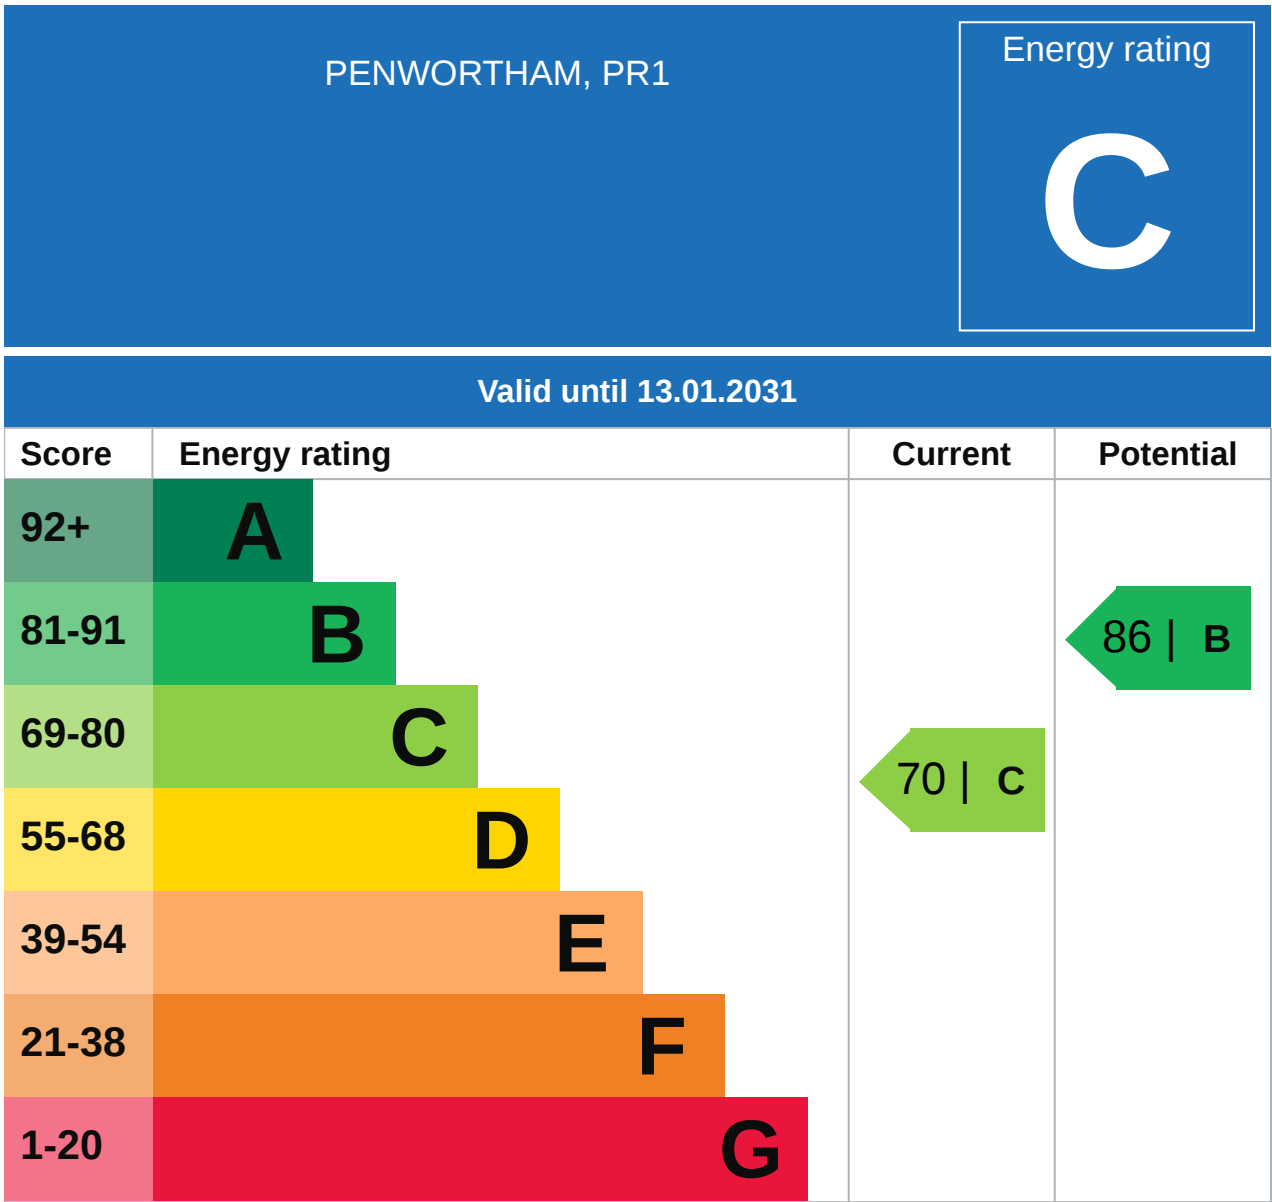 PENWORTHAM, PR1
Energy rating
C
Valid until 13.01.2031
Score Energy rating Current Potential
92+ A
81-91 B 86 | B
69-80 C 70 | C
55-68 D
39-54 E
21-38 F
1-20 G